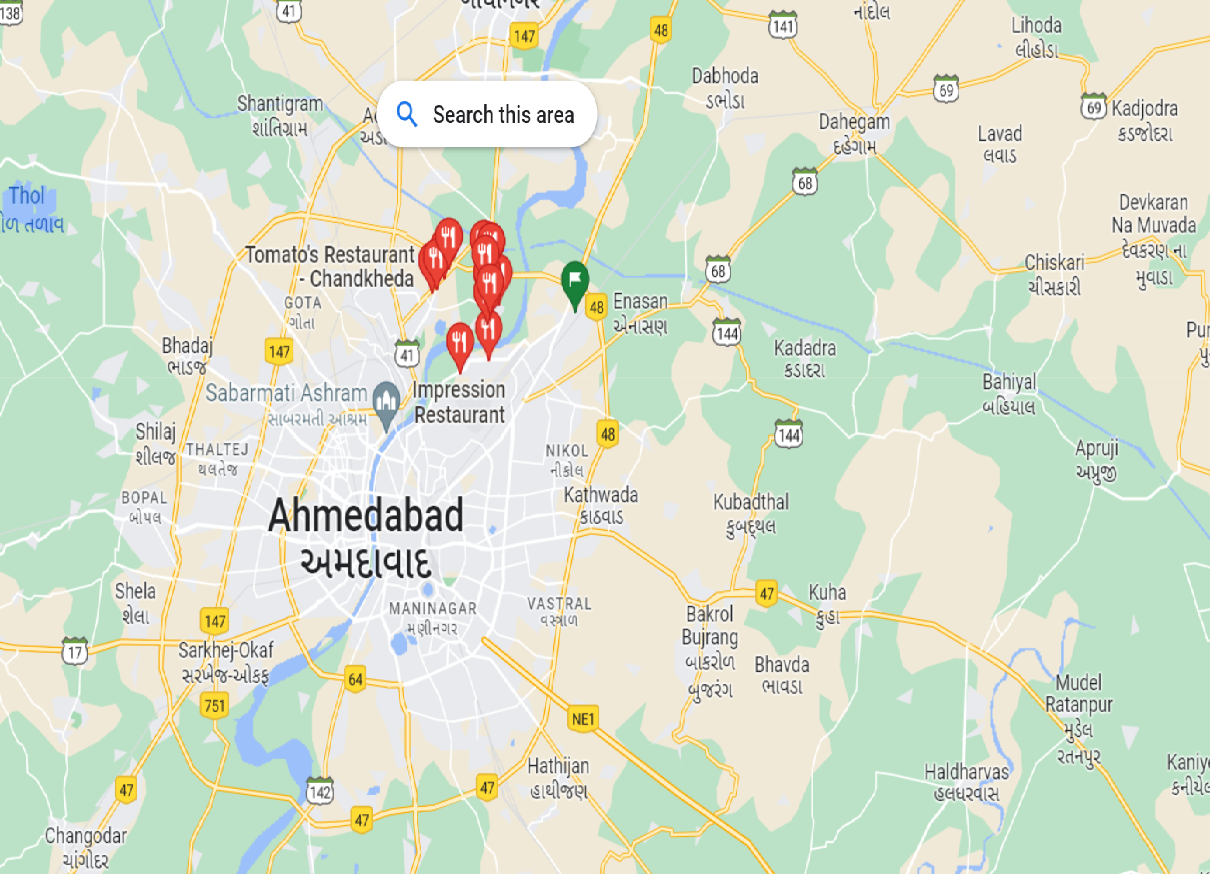 138
41
147
48
141
નાંદોલ
Lihoda
લીહોડા
Dabhoda
ડભોડા
69
69
Kadjodra
કડજોદરા
Shantigram
શાંતિગ્રામ
Search this area
Dahegam
દહેગામ
Lavad
લવાડ
Thol
68
Devkaran
Na Muvada
દેવકરણ ના
મુવાડા
Tomato's Restaurant
- Chandkheda
Chiskari
ચીસકારી
68
GOTA
ગોતા
48
Enasan
એનાસણ
144
Bhadaj
ભાડજ
147
41
Kadadra
કડાદરા
Sabarmati Ashram
સાબરમતી આશ્રમ
Impression
Restaurant
Bahiyal
બહિયાલ
Shilaj
શીલજ
THALTEJ
થલતેજ
48
144
NIKOL
નીકોલ
Apruji
અપ્રુજી
BOPAL
બોપલ
Kathwada
કાઠવાડ
Kubadthal
કુબદ્થલ
Ahmedabad
અમદાવાદ
Shela
શેલા
MANINAGAR
મણીનગર
VASTRAL
વસ્ત્રાલ
47
Kuha
કુહા
147
Bakrol
Bujrang
બાકરોળ
બુજરંગ
17
Sarkhej-Okaf
સરખેજ-ઓકફ
64
Bhavda
ભાવડા
Mudel
Ratanpur
મુડેલ
રતનપુર
751
NE1
Hathijan
હાથીજણ
Haldharvas
હલધરવાસ
47
142
47
47
Changodar
ચાંગોદર